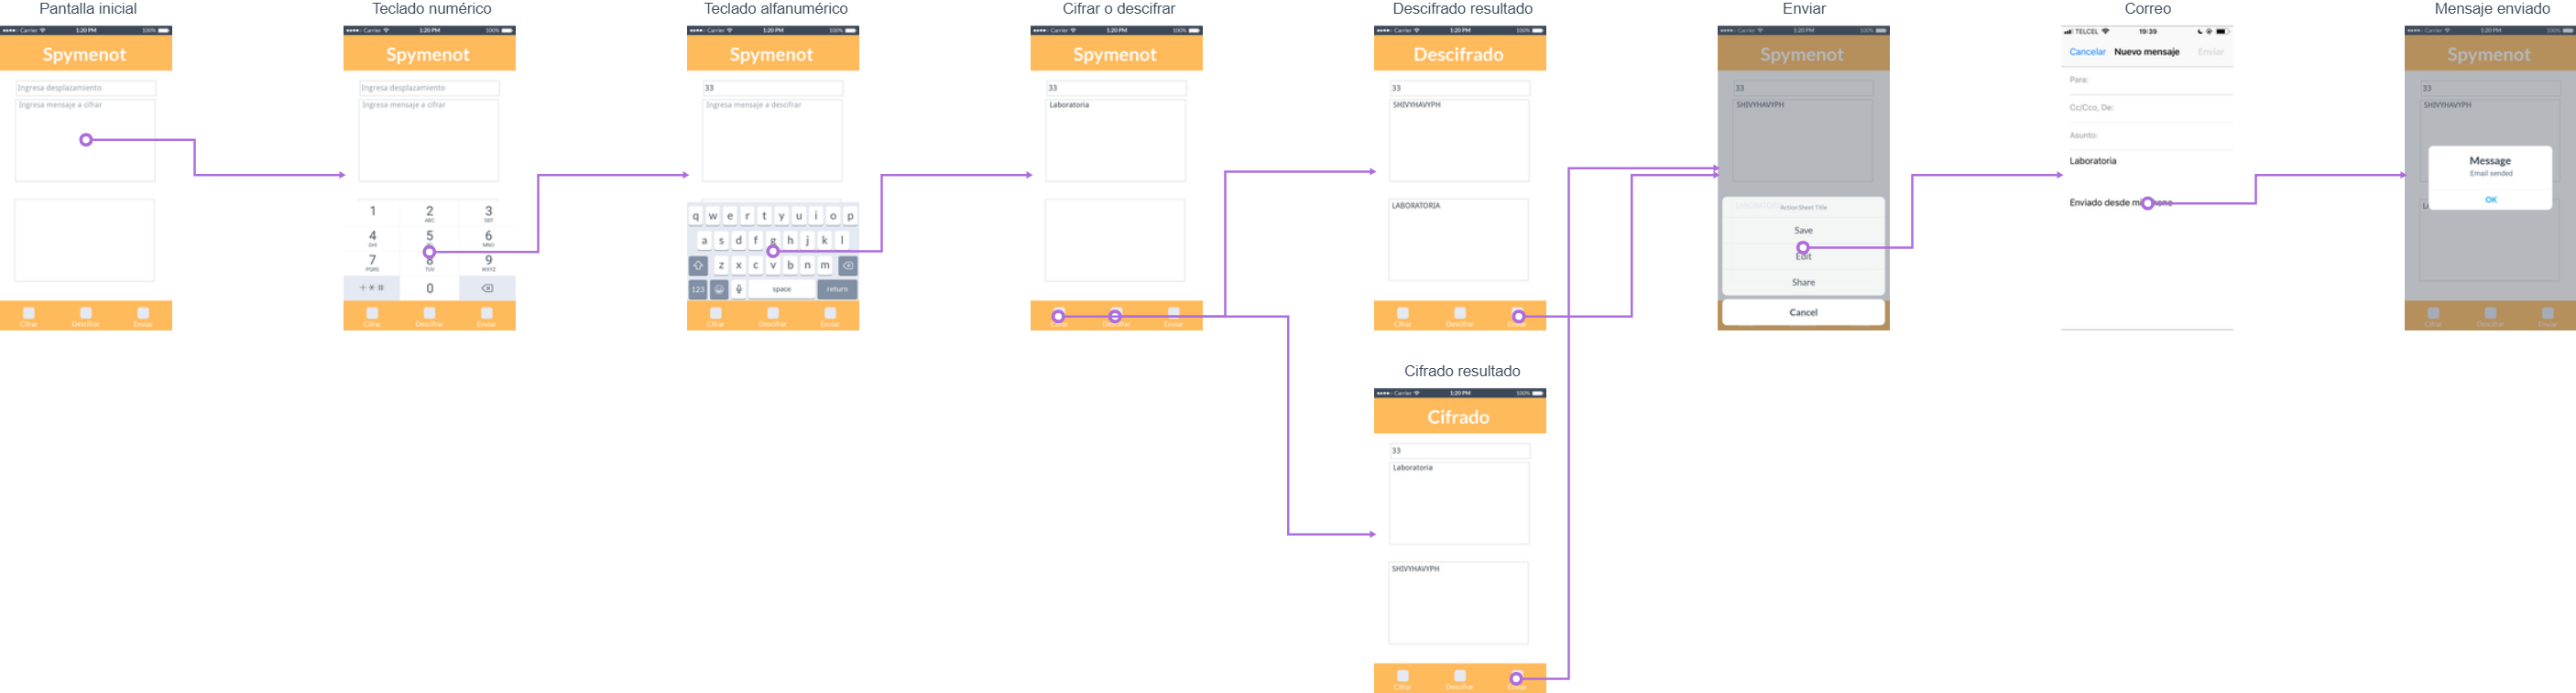 Pantalla inicial
Carrier 1:20 PM 100%
Spymenot
Ingresa desplazamiento
Ingresa mensaje a cifrar
Cifrar Descifrar Enviar
Teclado numérico
Carrier 1:20 PM 100%
Spymenot
Ingresa desplazamiento
Ingresa mensaje a cifrar
1 2 3
ABC DEF
4 5 6
GHI MNO
7 8 9
PQRS TUV WXYZ
+ * # 0
Cifrar Descifrar Enviar
Teclado alfanumérico
Carrier 1:20 PM 100%
Spymenot
33
Ingresa mensaje a descifrar
q w e r t y u i o p
a s d f g h j k l
z x c v b n m
123 space return
Cifrar Descifrar Enviar
Cifrar o descifrar
Carrier 1:20 PM 100%
Spymenot
33
Laboratoria
Cifrar Descifrar Enviar
Descifrado resultado
Carrier 1:20 PM 100%
Descifrado
33
SHIVYHAVYPH
LABORATORIA
Cifrar Descifrar Enviar
Cifrado resultado
Carrier 1:20 PM 100%
Cifrado
33
Laboratoria
SHIVYHAVYPH
Cifrar Descifrar Enviar
Enviar
Carrier 1:20 PM 100%
Spymenot
33
SHIVYHAVYPH
Action Sheet Title
Save
Edit
Share
Cancel
Correo
TELCEL 19:39
Cancelar Nuevo mensaje Enviar
Para:
Cc/Cco, De:
Asunto:
Laboratoria
Enviado desde mi
Mensaje enviado
Carrier 1:20 PM 100%
Spymenot
33
SHIVYHAVYPH
Message
Email sended
OK
Cifrar Descifrar Enviar